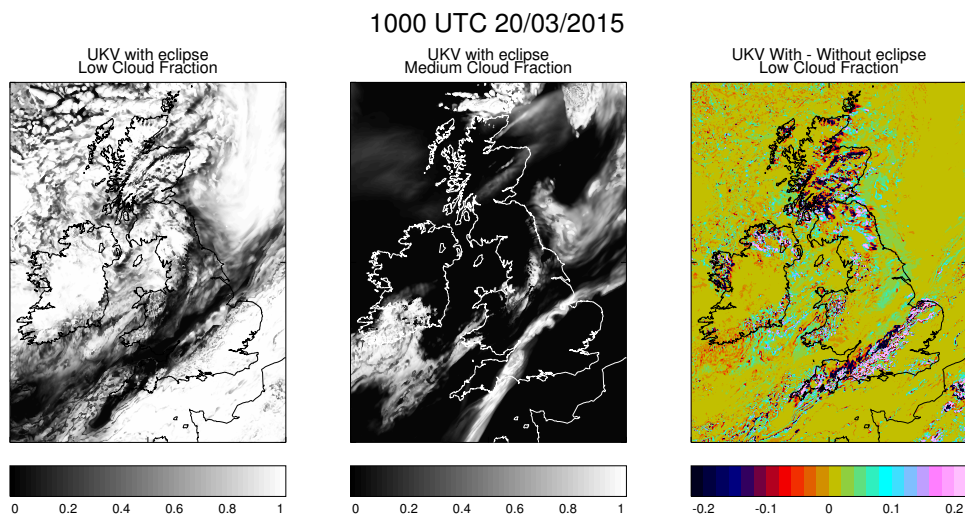 1000 UTC 20/03/2015
UKV with eclipse
Low Cloud Fraction
UKV with eclipse
Medium Cloud Fraction
UKV With - Without eclipse
Low Cloud Fraction
0 0.2 0.4 0.6 0.8 1
0 0.2 0.4 0.6 0.8 1
-0.2 -0.1 0 0.1 0.2